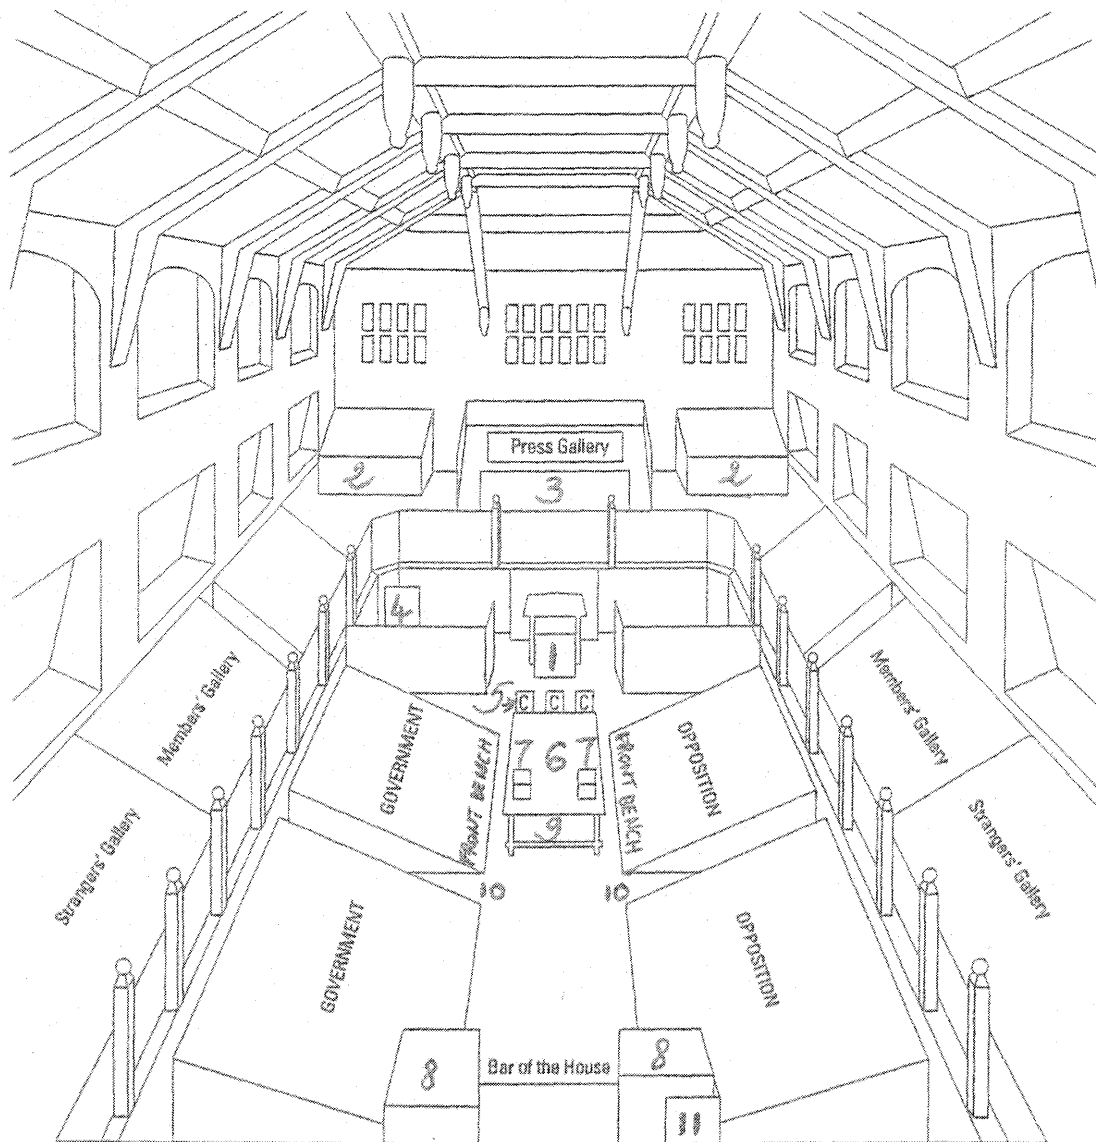 Press Gallery
2
2
3
4
1
5
C C C
Members' Gallery
Members' Gallery
GOVERNMENT
FRONT BENCH
7 6 7
FRONT BENCH
OPPOSITION
9
Strangers' Gallery
Strangers' Gallery
10
10
GOVERNMENT
OPPOSITION
8
Bar of the House
8
11